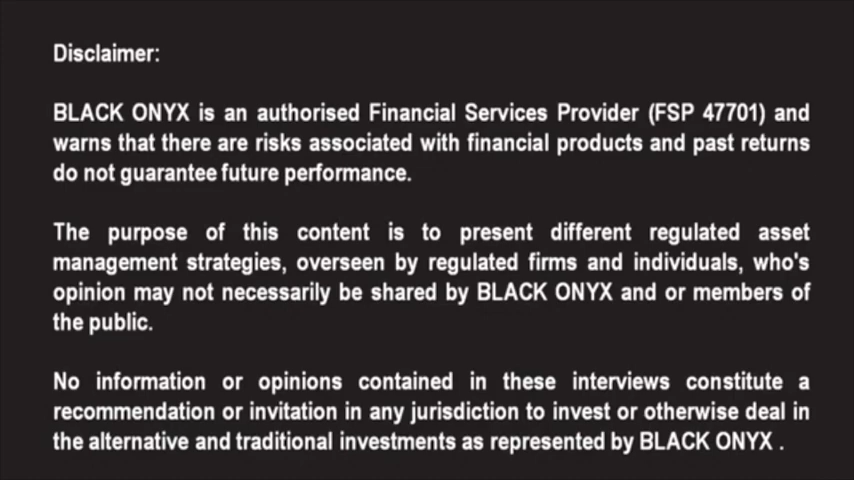 Disclaimer:
BLACK ONYX is an authorised Financial Services Provider (FSP 47701) and
warns that there are risks associated with financial products and past returns
do not guarantee future performance.
The purpose of this content is to present different regulated asset
management strategies, overseen by regulated firms and individuals, who's
opinion may not necessarily be shared by BLACK ONYX and or members of
the public.
No information or opinions contained in these interviews constitute a
recommendation or invitation in any jurisdiction to invest or otherwise deal in
the alternative and traditional investments as represented by BLACK ONYX .